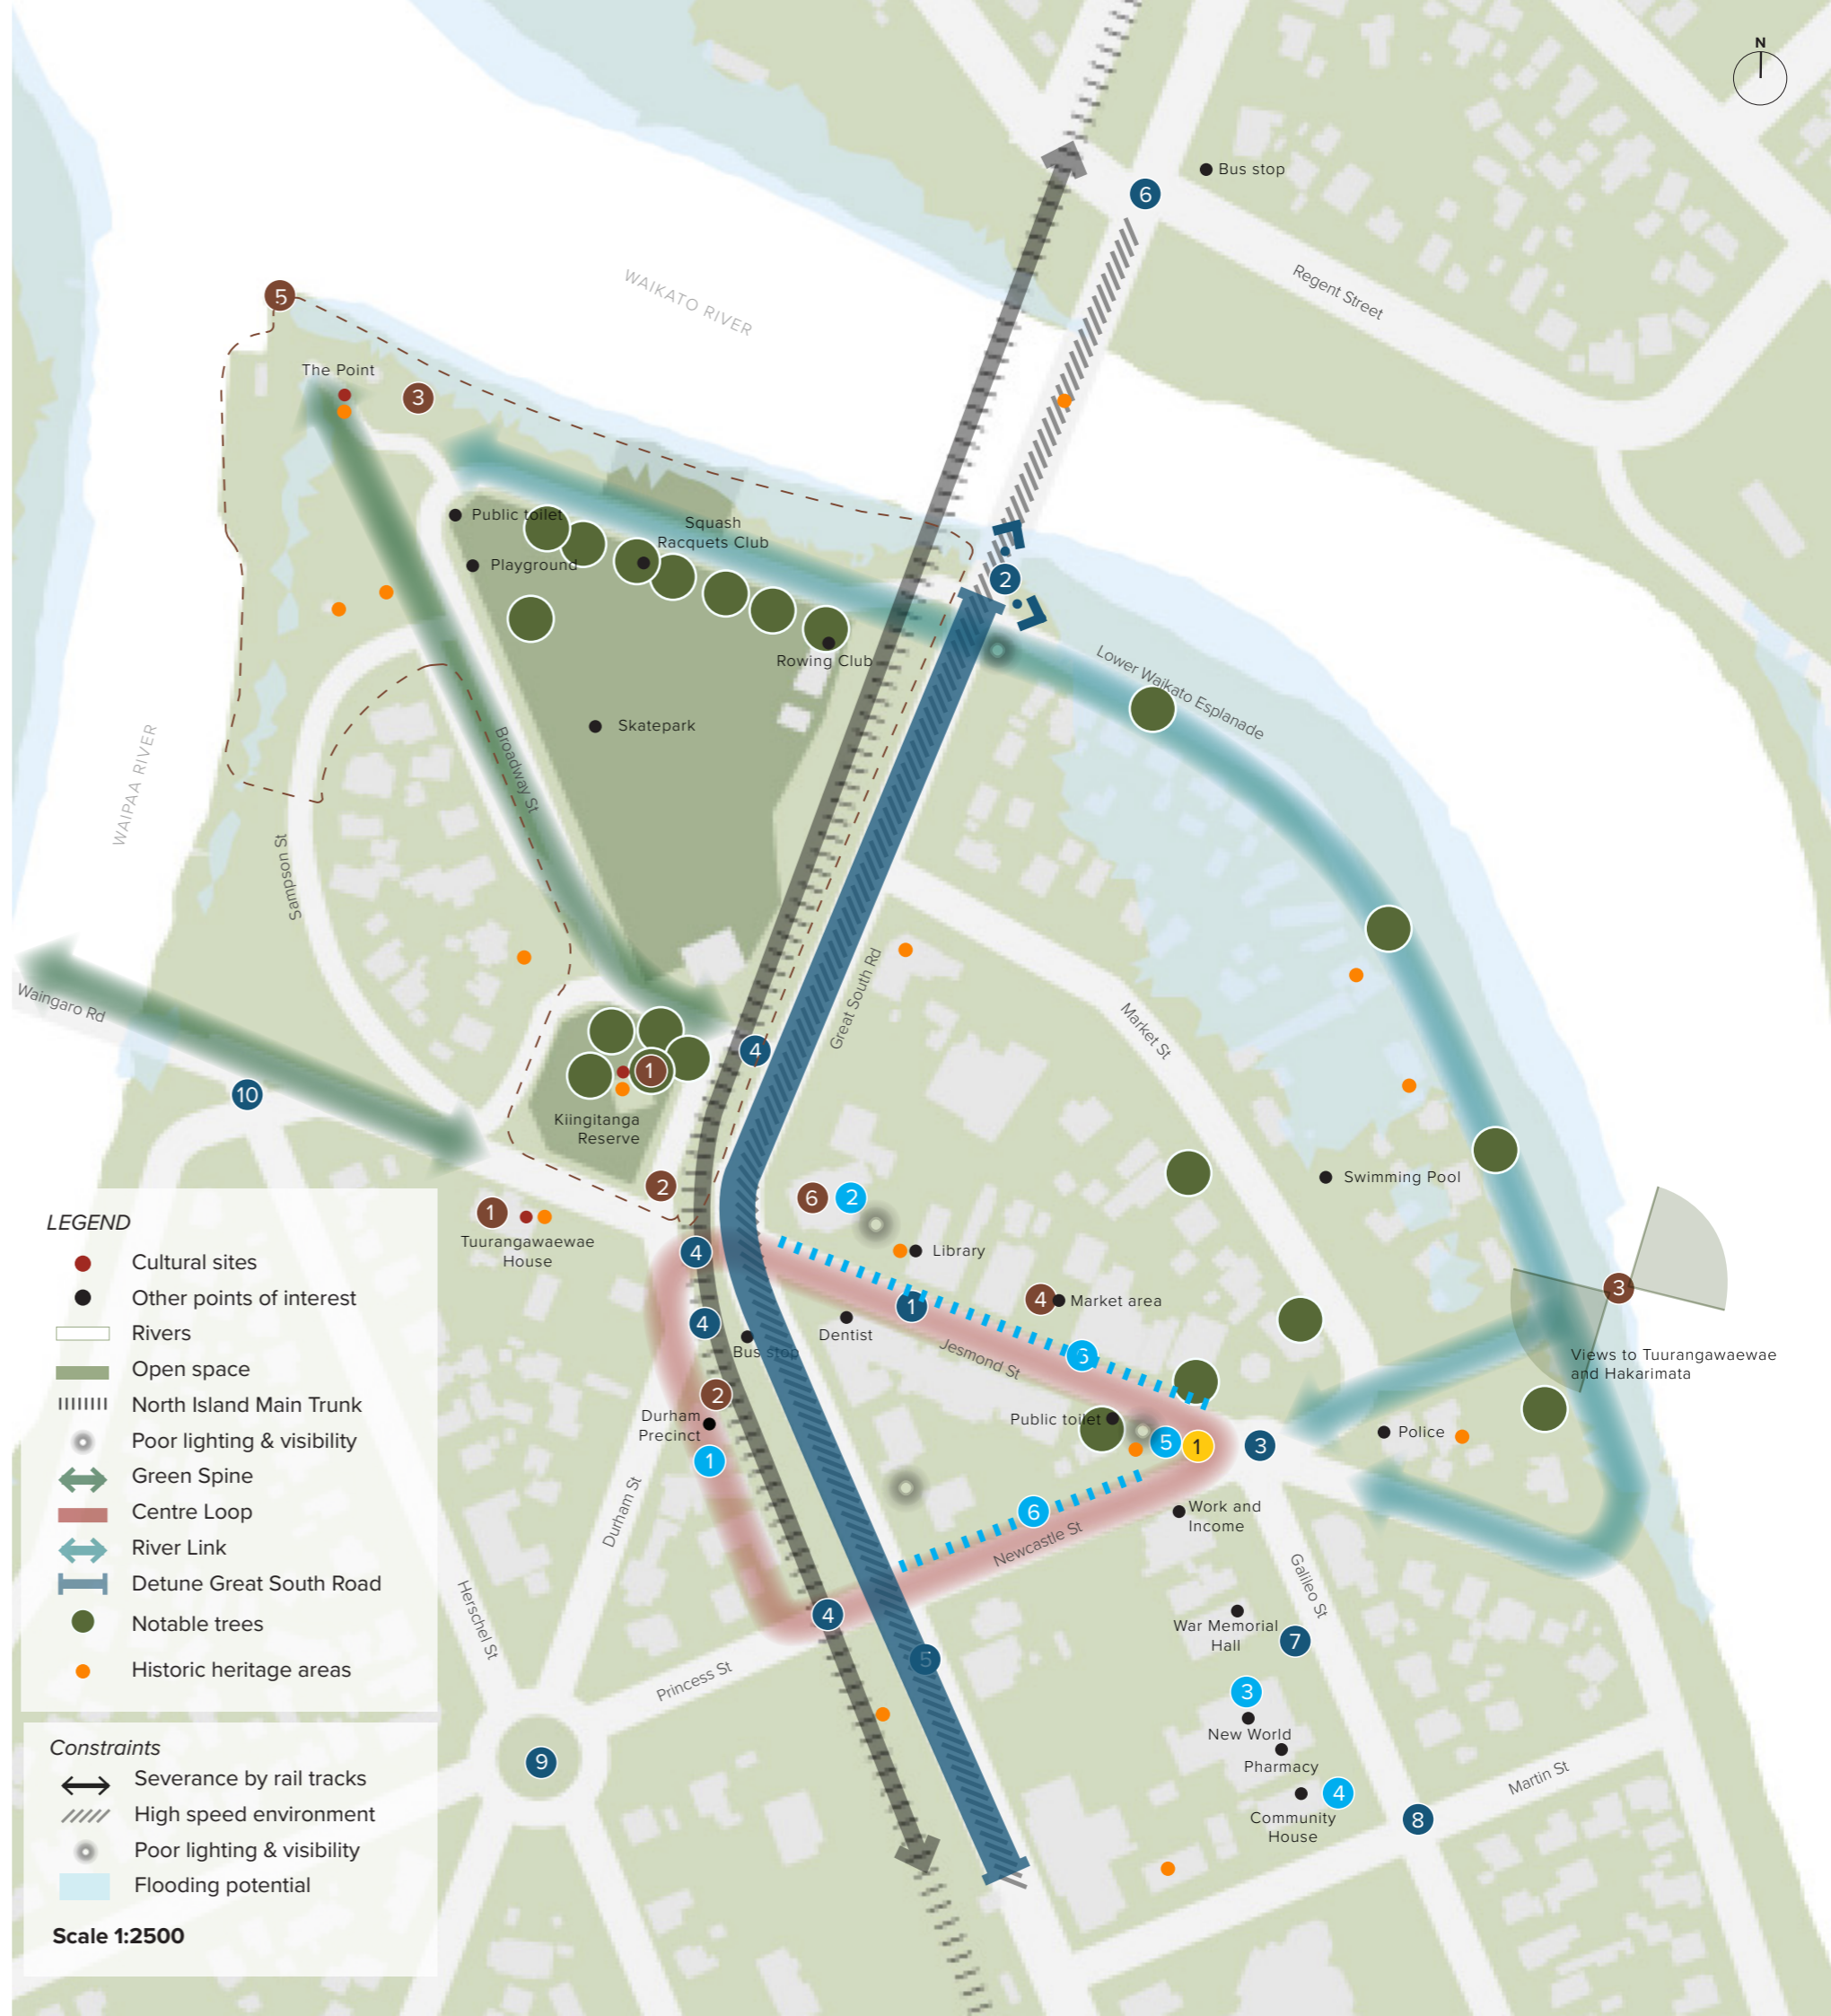 N
Bus stop
6
Regent Street
WAIKATO RIVER
5
The Point
3
Public toilet
Squash
Racquets Club
Playground
2
Rowing Club
Lower Waikato Esplanade
Skatepark
Broadway St
WAIPAA RIVER
Sampson St
Great South Rd
Waingaro Rd
Market St
4
1
10
Kiingitanga
Reserve
Swimming Pool
2
6
2
1
Tuurangawaewae
House
4
Library
3
4
Market area
1
4
Dentist
Bus stop
Jesmond St
6
Views to Tuurangawaewae
and Hakarimata
2
Durham
Precinct
Public toilet
5
1
3
Police
1
6
Work and
Income
Newcastle St
Durham St
Herschel St
Galileo St
4
War Memorial
Hall
7
5
Princess St
3
New World
Pharmacy
9
4
Community
House
8
Martin St
LEGEND
Cultural sites
Other points of interest
Rivers
Open space
North Island Main Trunk
Poor lighting & visibility
Green Spine
Centre Loop
River Link
Detune Great South Road
Notable trees
Historic heritage areas
Constraints
Severance by rail tracks
High speed environment
Poor lighting & visibility
Flooding potential
Scale 1:2500